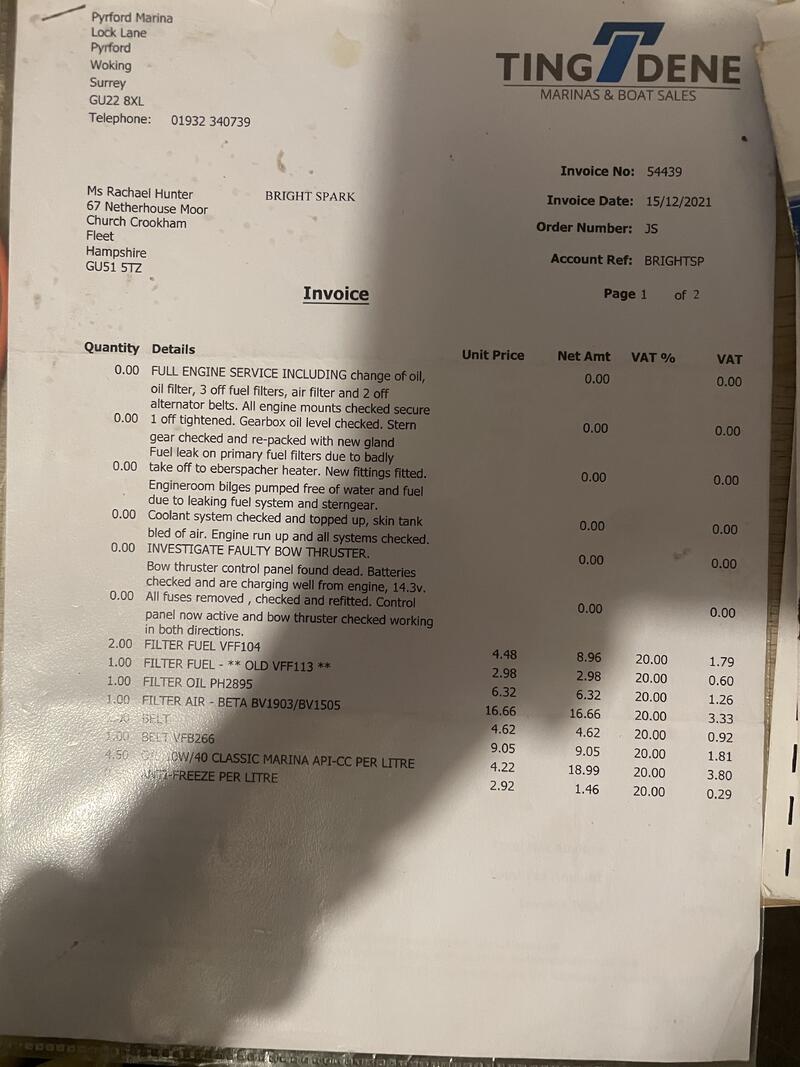 Pyrford Marina
Lock Lane
Pyrford
Woking
Surrey
GU22 8XL
Telephone: 01932 340739
TINGDENE
MARINAS & BOAT SALES
Invoice No: 54439
Invoice Date: 15/12/2021
Order Number: JS
Account Ref: BRIGHTSP
Page 1 of 2
Ms Rachael Hunter BRIGHT SPARK
67 Netherhouse Moor
Church Crookham
Fleet
Hampshire
GU51 5TZ
Invoice
Quantity Details Unit Price Net Amt VAT % VAT
0.00 FULL ENGINE SERVICE INCLUDING change of oil, 0.00 0.00
oil filter, 3 off fuel filters, air filter and 2 off
alternator belts. All engine mounts checked secure
0.00 1 off tightened. Gearbox oil level checked. Stern 0.00 0.00
gear checked and re-packed with new gland
Fuel leak on primary fuel filters due to badly
0.00 take off to eberspacher heater. New fittings fitted. 0.00 0.00
Engineroom bilges pumped free of water and fuel
due to leaking fuel system and sterngear.
0.00 Coolant system checked and topped up, skin tank 0.00 0.00
bled of air. Engine run up and all systems checked.
0.00 INVESTIGATE FAULTY BOW THRUSTER. 0.00 0.00
Bow thruster control panel found dead. Batteries
checked and are charging well from engine, 14.3v.
0.00 All fuses removed , checked and refitted. Control 0.00 0.00
panel now active and bow thruster checked working
in both directions.
2.00 FILTER FUEL VFF104 4.48 8.96 20.00 1.79
1.00 FILTER FUEL - ** OLD VFF113 ** 2.98 2.98 20.00 0.60
1.00 FILTER OIL PH2895 6.32 6.32 20.00 1.26
1.00 FILTER AIR - BETA BV1903/BV1505 16.66 16.66 20.00 3.33
BELT 4.62 4.62 20.00 0.92
1.00 BELT VFB266 9.05 9.05 20.00 1.81
4.50 10W/40 CLASSIC MARINA API-CC PER LITRE 4.22 18.99 20.00 3.80
ANTI-FREEZE PER LITRE 2.92 1.46 20.00 0.29